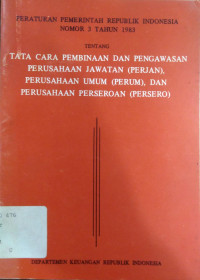 PERATURAN PEMERINTAH REPUBLIK INDONESIA
NOMOR 3 TAHUN 1983
TENTANG
TATA CARA PEMBINAAN DAN PENGAWASAN
PERUSAHAAN JAWATAN (PERJAN),
PERUSAHAAN UMUM (PERUM), DAN
PERUSAHAAN PERSEROAN (PERSERO)
DEPARTEMEN KEUANGAN REPUBLIK INDONESIA